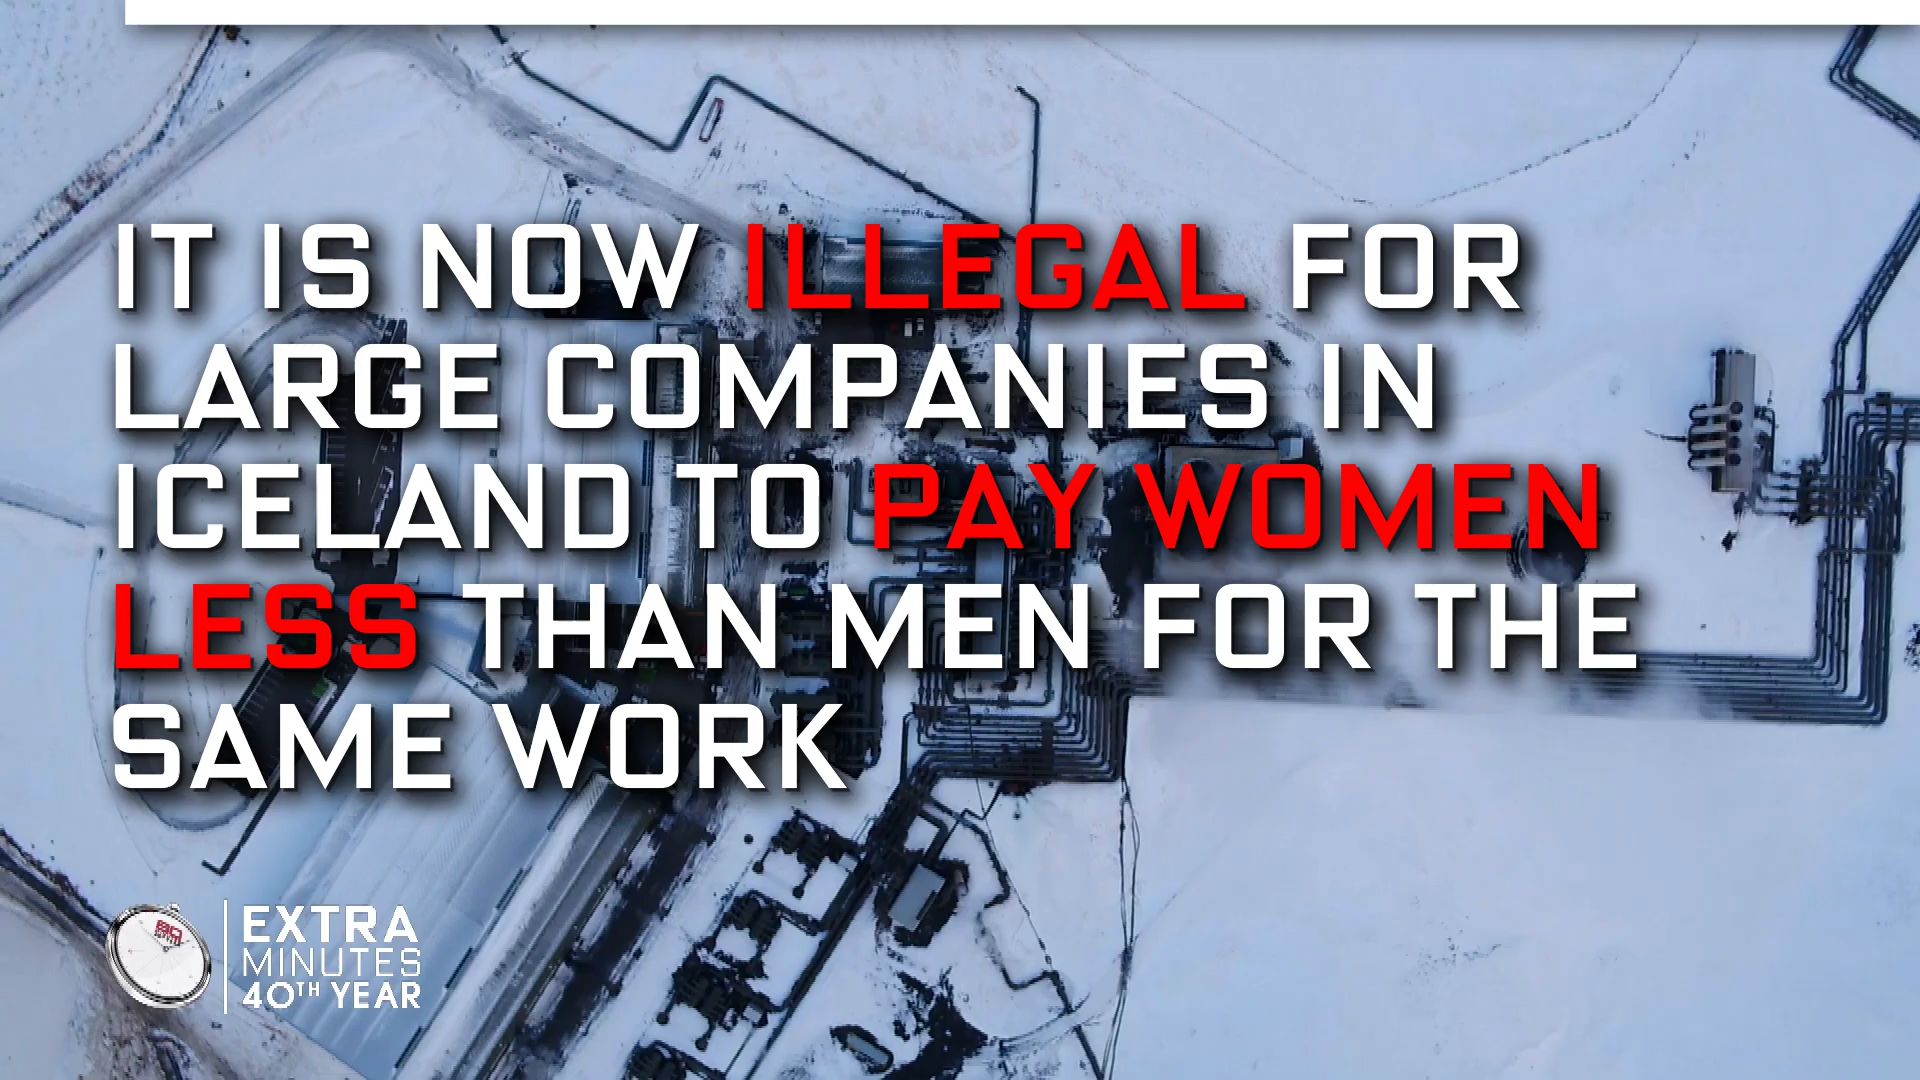 IT IS NOW ILLEGAL FOR
LARGE COMPANIES IN
ICELAND TO PAY WOMEN
LESS THAN MEN FOR THE
SAME WORK
EXTRA
MINUTES
40TH YEAR